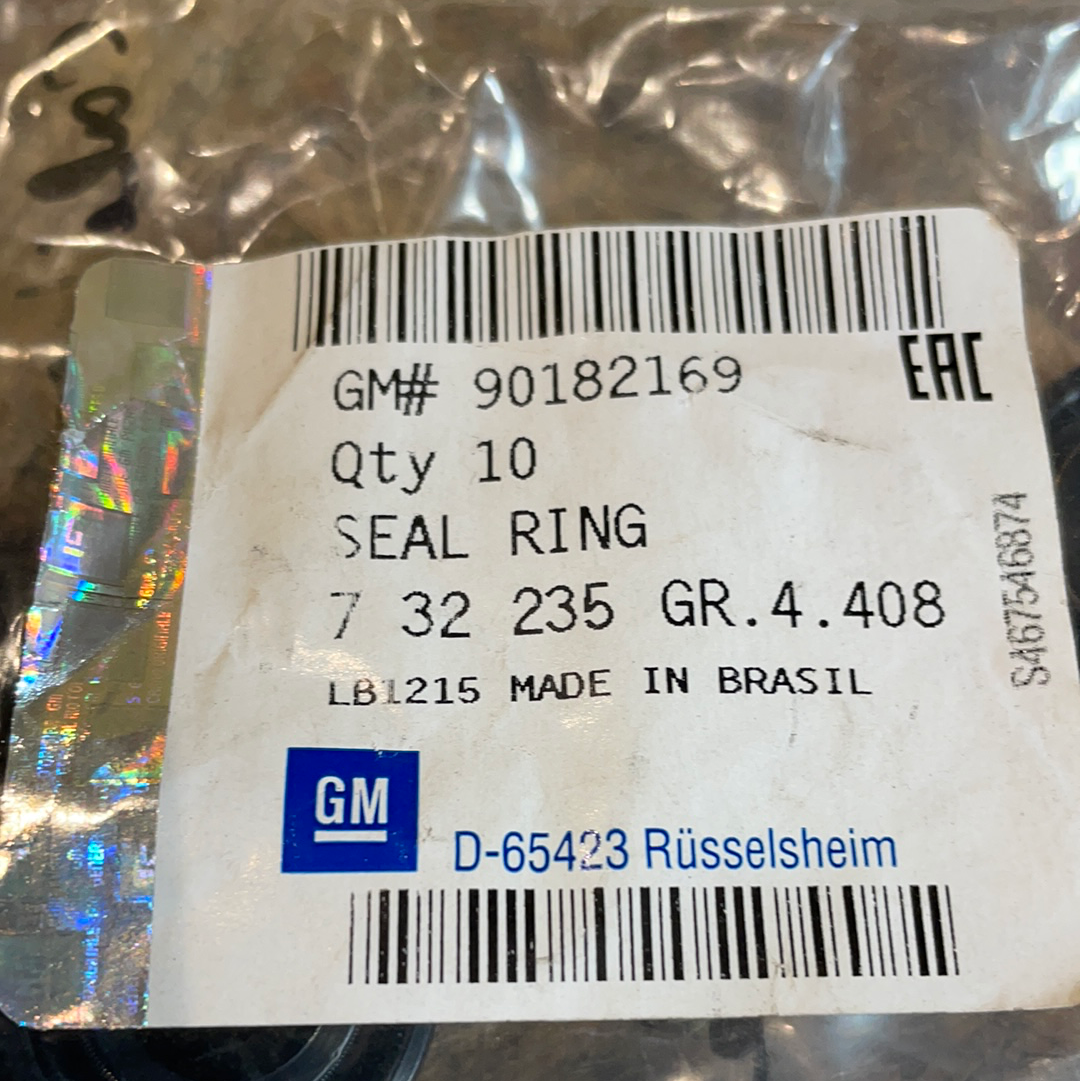 GM# 90182169
EAC
Qty 10
SEAL RING
7 32 235 GR.4.408
LB1215 MADE IN BRASIL
S467546874
GM
D-65423 Rüsselsheim